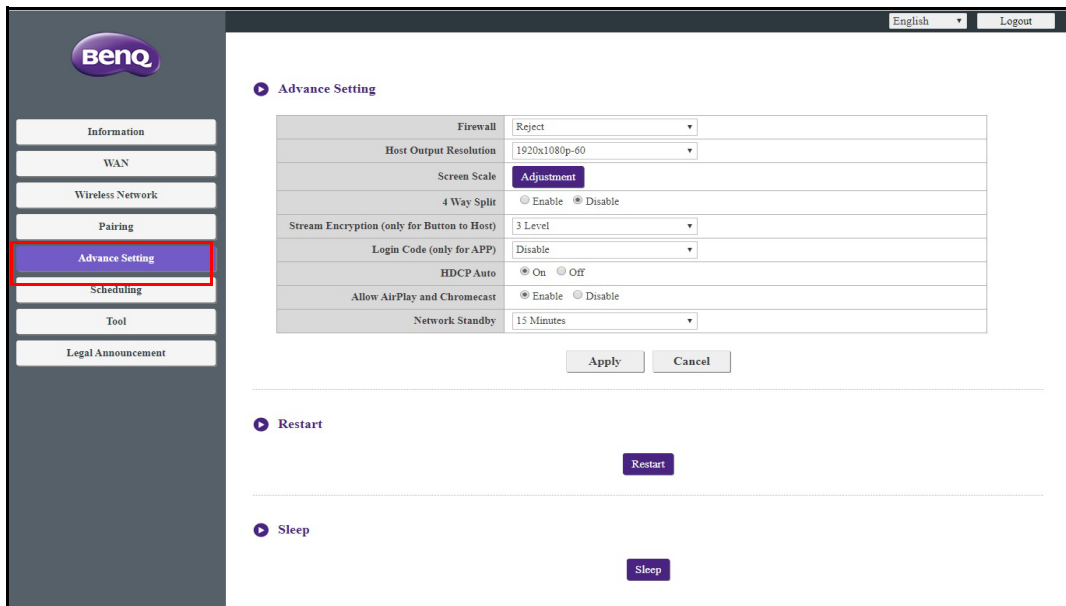 English
Logout
BenQ
Information
WAN
Wireless Network
Pairing
Advance Setting
Scheduling
Tool
Legal Announcement
Advance Setting
Firewall Reject
Host Output Resolution 1920x1080p-60
Screen Scale Adjustment
4 Way Split Enable Disable
Stream Encryption (only for Button to Host) 3 Level
Login Code (only for APP) Disable
HDCP Auto On Off
Allow AirPlay and Chromecast Enable Disable
Network Standby 15 Minutes
Apply Cancel
Restart
Restart
Sleep
Sleep